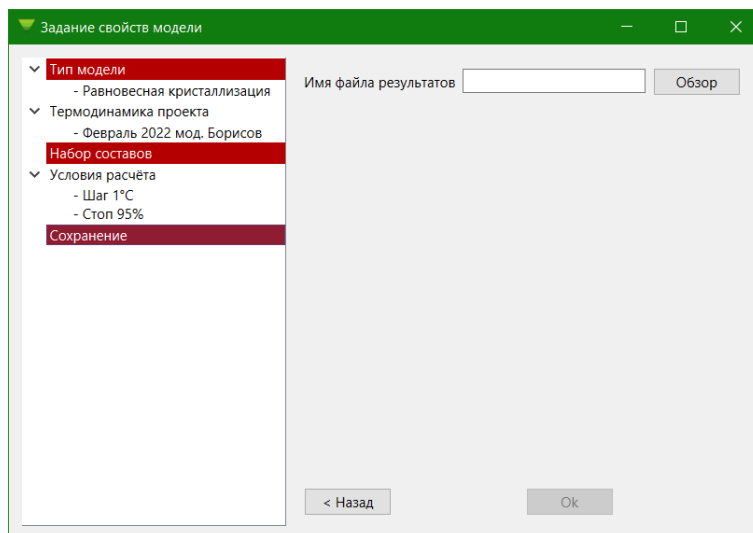 Задание свойств модели
Тип модели
- Равновесная кристаллизация
Термодинамика проекта
- Февраль 2022 мод. Борисов
Набор составов
Условия расчёта
- Шаг 1°C
- Стоп 95%
Сохранение
Имя файла результатов
Обзор
< Назад
Ok